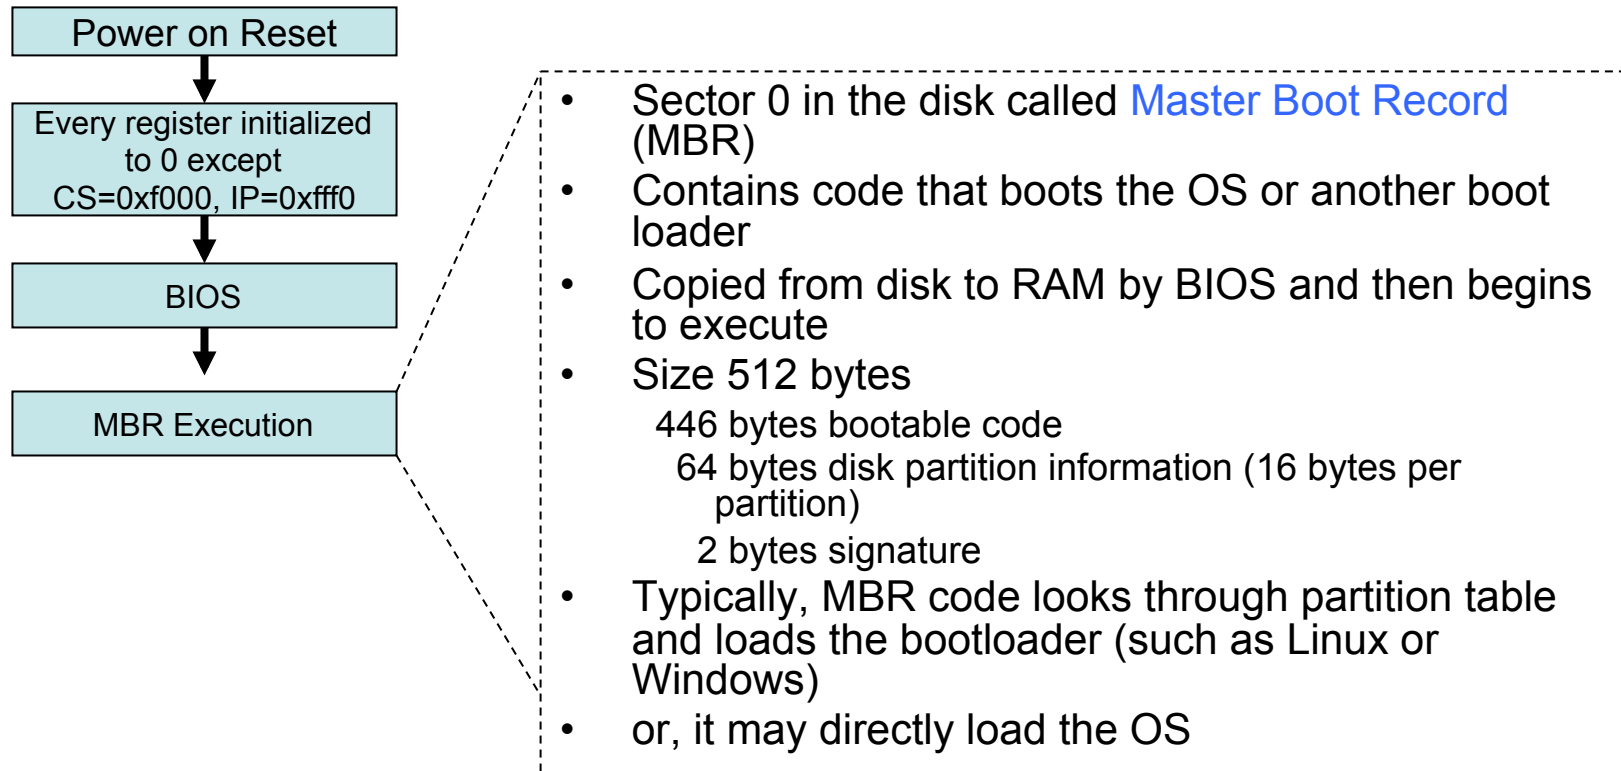 Power on Reset
Every register initialized
to 0 except
CS=0xf000, IP=0xfff0
BIOS
MBR Execution
• Sector 0 in the disk called Master Boot Record
(MBR)
• Contains code that boots the OS or another boot
loader
• Copied from disk to RAM by BIOS and then begins
to execute
• Size 512 bytes
446 bytes bootable code
64 bytes disk partition information (16 bytes per
partition)
2 bytes signature
• Typically, MBR code looks through partition table
and loads the bootloader (such as Linux or
Windows)
• or, it may directly load the OS